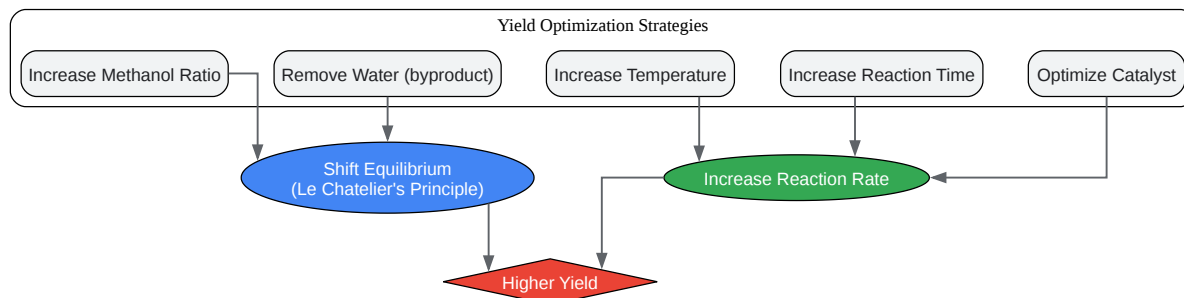 Yield Optimization Strategies
Increase Methanol Ratio
Remove Water (byproduct)
Increase Temperature
Increase Reaction Time
Optimize Catalyst
Shift Equilibrium
(Le Chatelier's Principle)
Increase Reaction Rate
Higher Yield